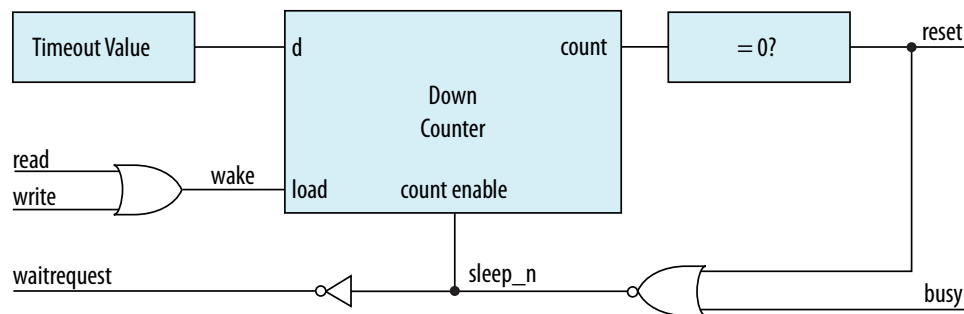 Timeout Value
d
count
= 0?
reset
Down
Counter
read
wake
write
load
count enable
waitrequest
sleep_n
busy